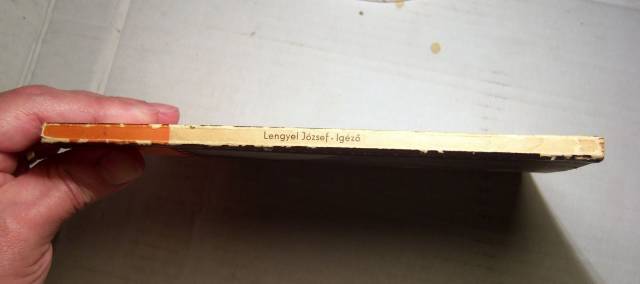 Lengyel József • Igéző